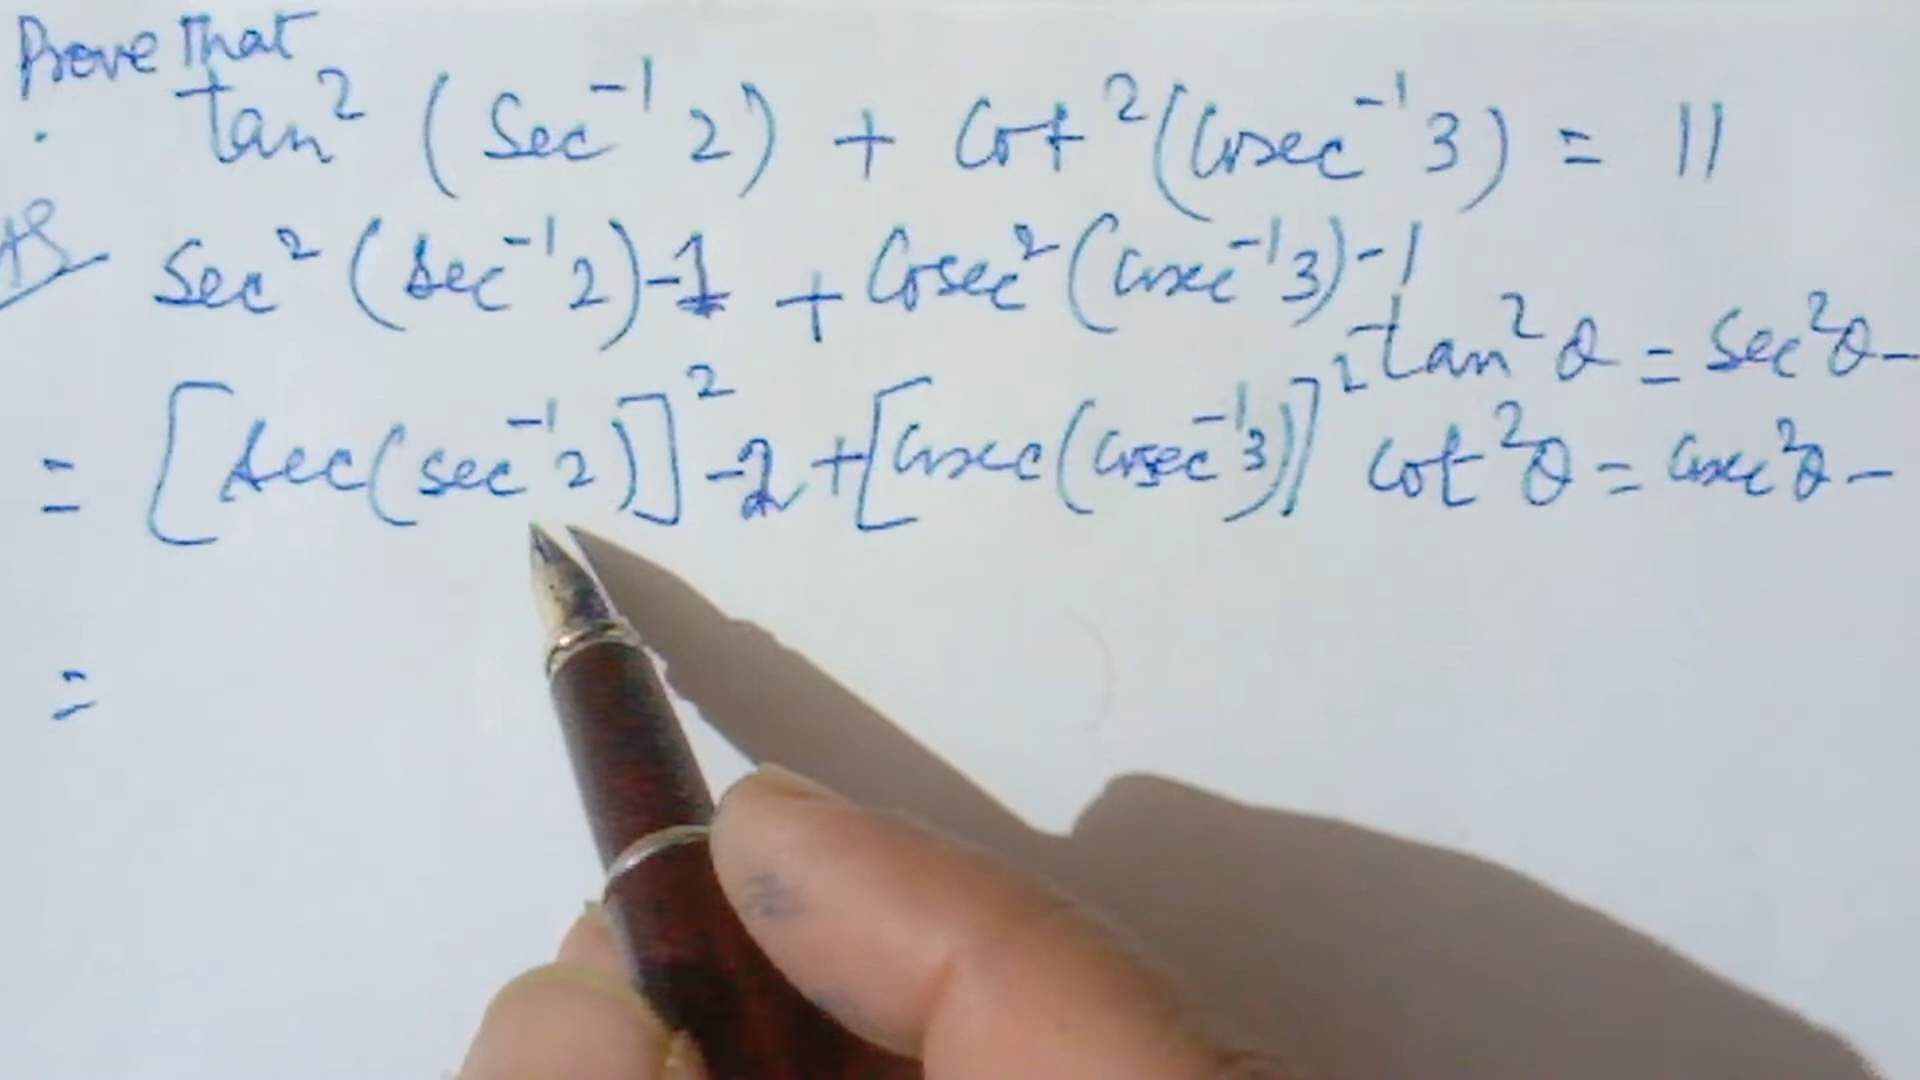 Prove That
tan² (Sec⁻¹ 2) + Cot² (Cosec⁻¹ 3) = 11
Sec² (sec⁻¹ 2) - 1 + Cosec² (cosec⁻¹ 3) - 1
tan² θ = Sec² θ -
= [sec (sec⁻¹ 2)]² - 2 + [cosec (cosec⁻¹ 3)]²
cot² θ = cosec² θ -
=